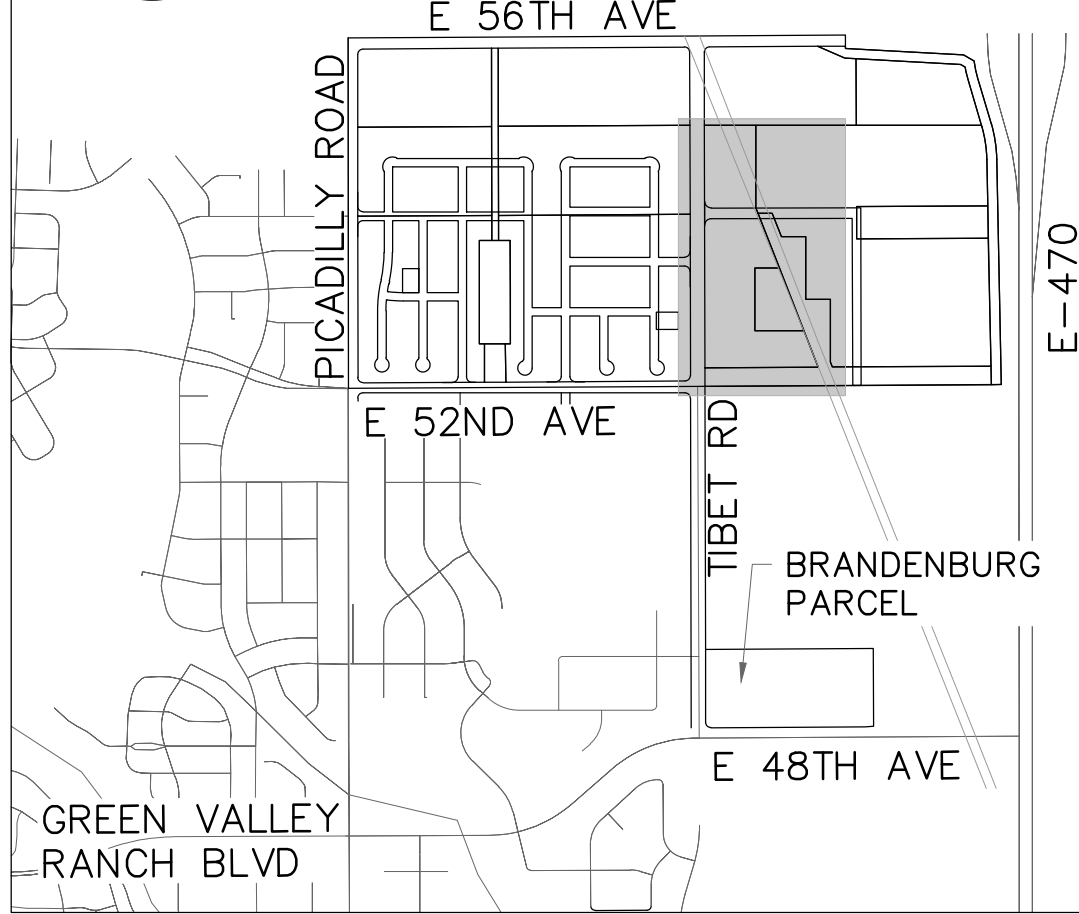 E 56TH AVE
PICADILLY ROAD
E-470
E 52ND AVE
TIBET RD
BRANDENBURG
PARCEL
E 48TH AVE
GREEN VALLEY
RANCH BLVD